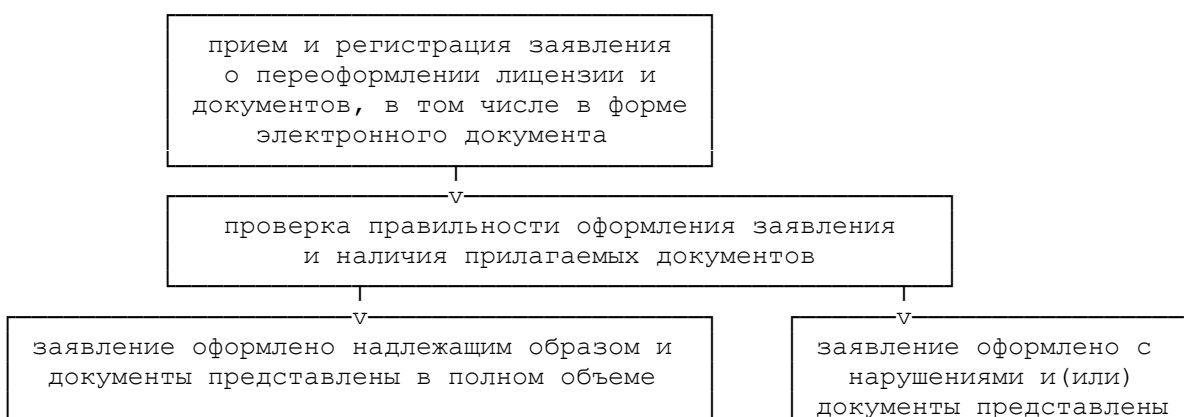 прием и регистрация заявления
о переоформлении лицензии и
документов, в том числе в форме
электронного документа
v
проверка правильности оформления заявления
и наличия прилагаемых документов
v
v
заявление оформлено надлежащим образом и
документы представлены в полном объеме
заявление оформлено с
нарушениями и(или)
документы представлены